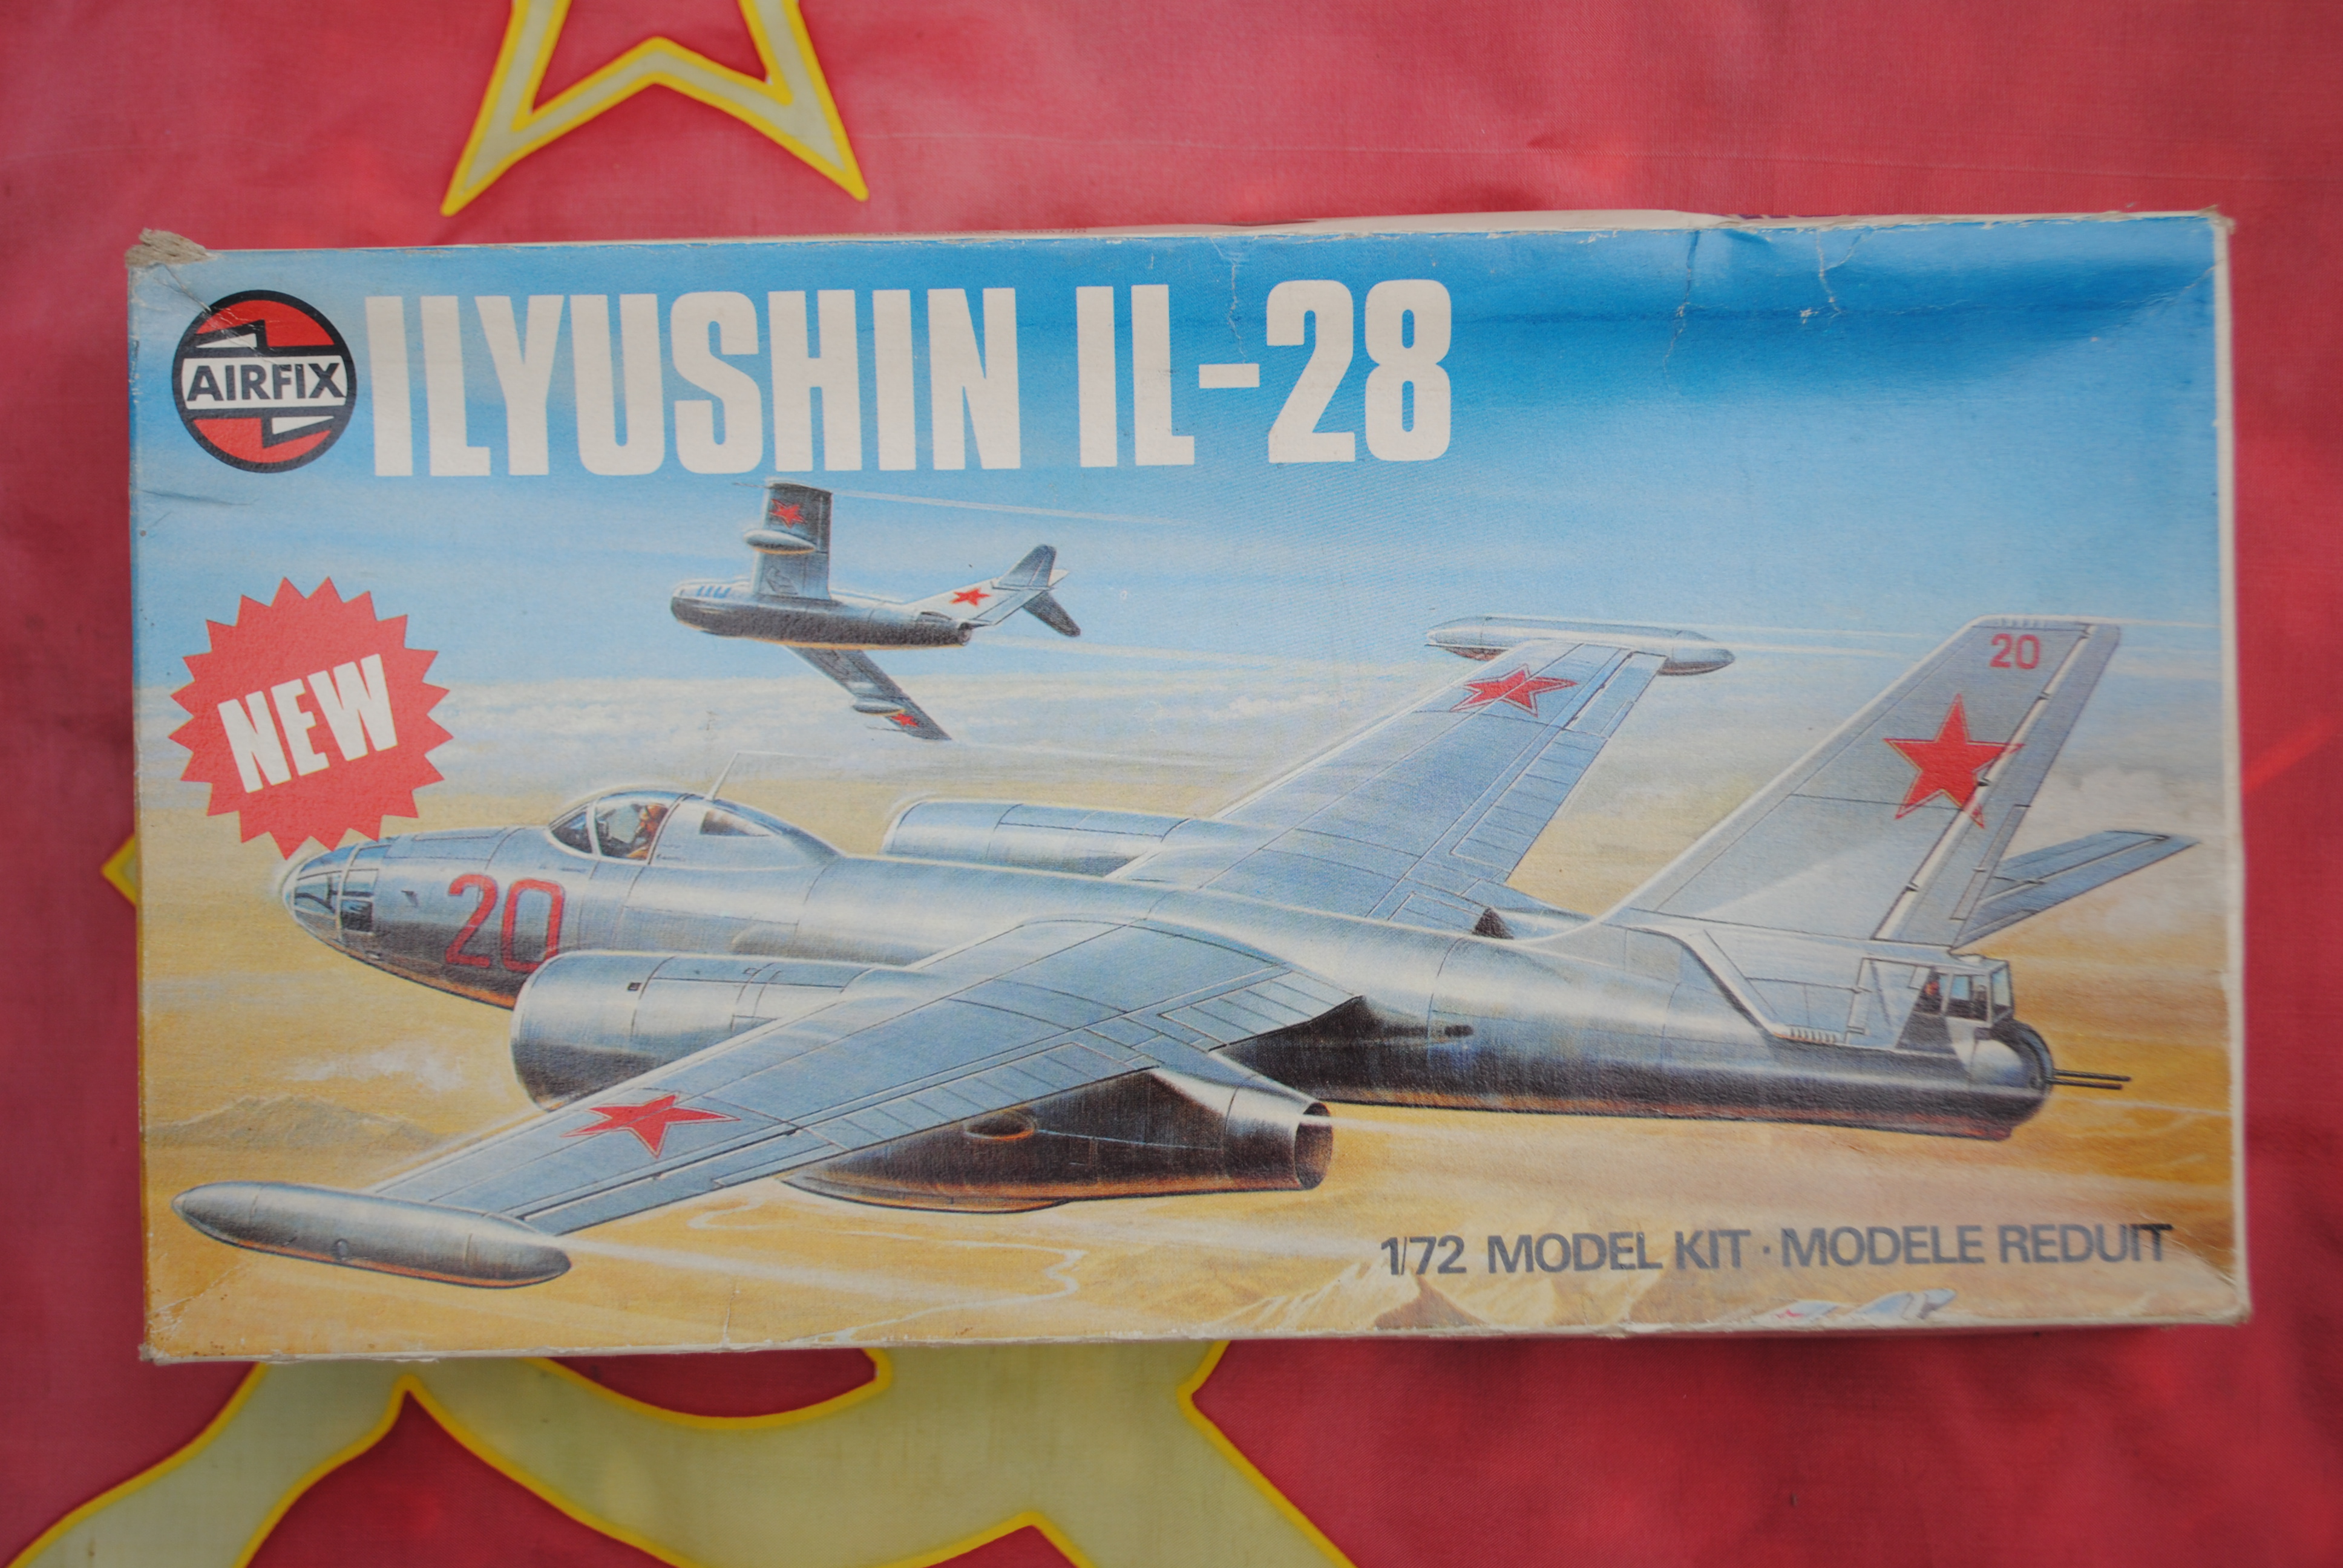 AIRFIX
ILYUSHIN IL-28
NEW
20
20
1/72 MODEL KIT · MODELE REDUIT